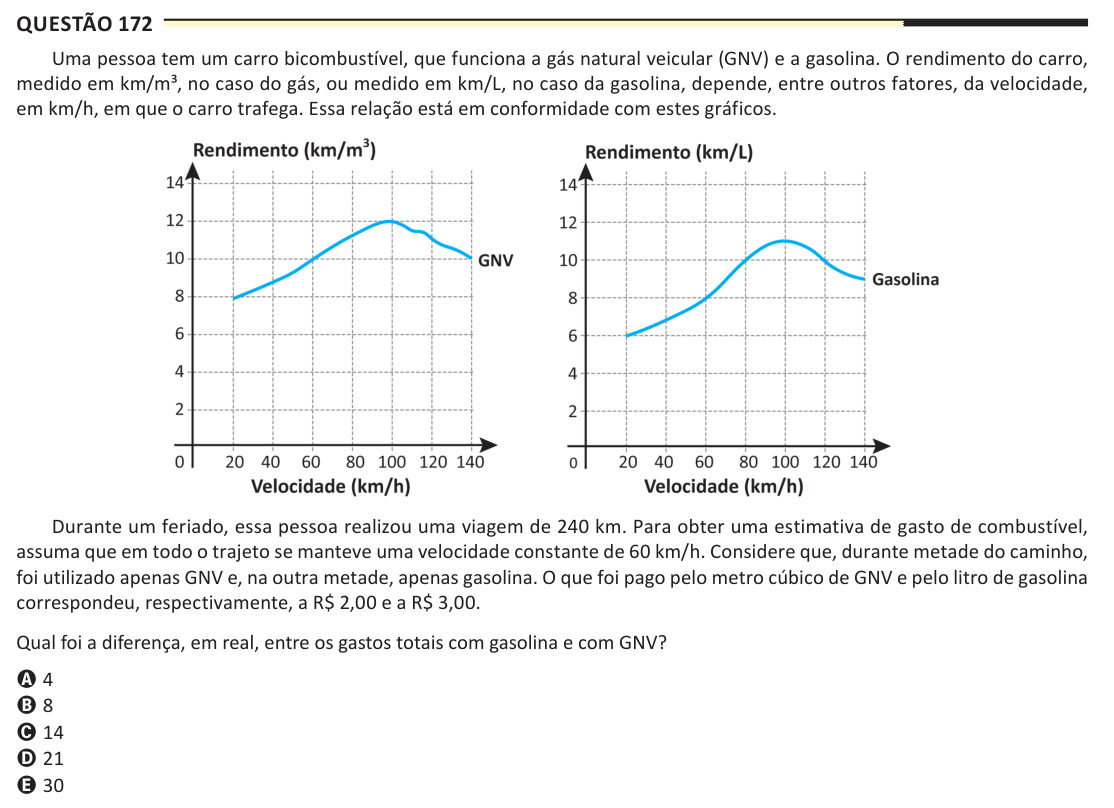 QUESTÃO 172
Uma pessoa tem um carro bicombustível, que funciona a gás natural veicular (GNV) e a gasolina. O rendimento do carro,
medido em km/m³, no caso do gás, ou medido em km/L, no caso da gasolina, depende, entre outros fatores, da velocidade,
em km/h, em que o carro trafega. Essa relação está em conformidade com estes gráficos.
Rendimento (km/m³)
14
12
10
8
6
4
2
0 20 40 60 80 100 120 140
GNV
Velocidade (km/h)
Rendimento (km/L)
14
12
10
8
6
4
2
0 20 40 60 80 100 120 140
Gasolina
Velocidade (km/h)
Durante um feriado, essa pessoa realizou uma viagem de 240 km. Para obter uma estimativa de gasto de combustível,
assuma que em todo o trajeto se manteve uma velocidade constante de 60 km/h. Considere que, durante metade do caminho,
foi utilizado apenas GNV e, na outra metade, apenas gasolina. O que foi pago pelo metro cúbico de GNV e pelo litro de gasolina
correspondeu, respectivamente, a R$ 2,00 e a R$ 3,00.
Qual foi a diferença, em real, entre os gastos totais com gasolina e com GNV?
A 4
B 8
C 14
D 21
E 30